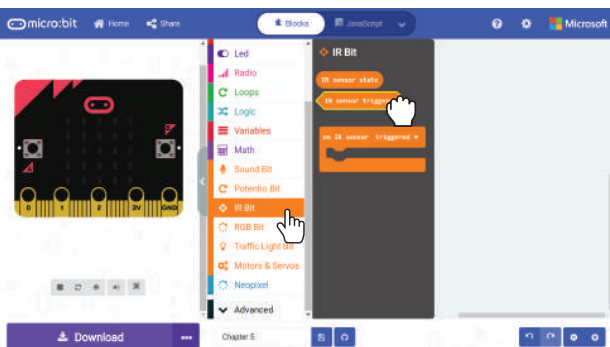 micro:bit Home Share Blocks JavaScript Microsoft
Led
Radio
Loops
Logic
Variables
Math
Sound Bit
Potentio Bit
IR Bit
RGB Bit
Traffic Light Bit
Motors & Servos
Neopixel
Advanced
IR Bit
IR sensor state
IR sensor
on IR sensor triggered
0 1 2 3V GND
Download
Chapter 5